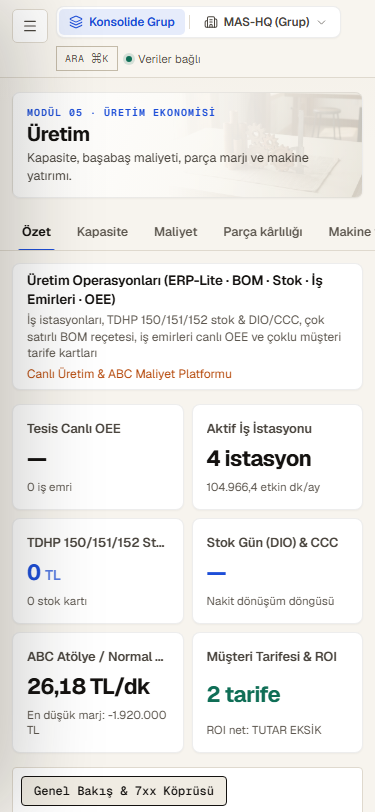 Konsolide Grup
MAS-HQ (Grup)
ARA ⌘K
Veriler bağlı
MODÜL 05 · ÜRETİM EKONOMİSİ
Üretim
Kapasite, başabaş maliyeti, parça marjı ve makine
yatırımı.
Özet Kapasite Maliyet Parça kârlılığı Makine
Üretim Operasyonları (ERP-Lite · BOM · Stok · İş
Emirleri · OEE)
İş istasyonları, TDHP 150/151/152 stok & DIO/CCC, çok
satırlı BOM reçetesi, iş emirleri canlı OEE ve çoklu müşteri
tarife kartları
Canlı Üretim & ABC Maliyet Platformu
Tesis Canlı OEE
—
0 iş emri
Aktif İş İstasyonu
4 istasyon
104.966,4 etkin dk/ay
TDHP 150/151/152 St...
0 TL
0 stok kartı
Stok Gün (DIO) & CCC
—
Nakit dönüşüm döngüsü
ABC Atölye / Normal ...
26,18 TL/dk
En düşük marj: -1.920.000
TL
Müşteri Tarifesi & ROI
2 tarife
ROI net: TUTAR EKSİK
Genel Bakış & 7xx Köprüsü